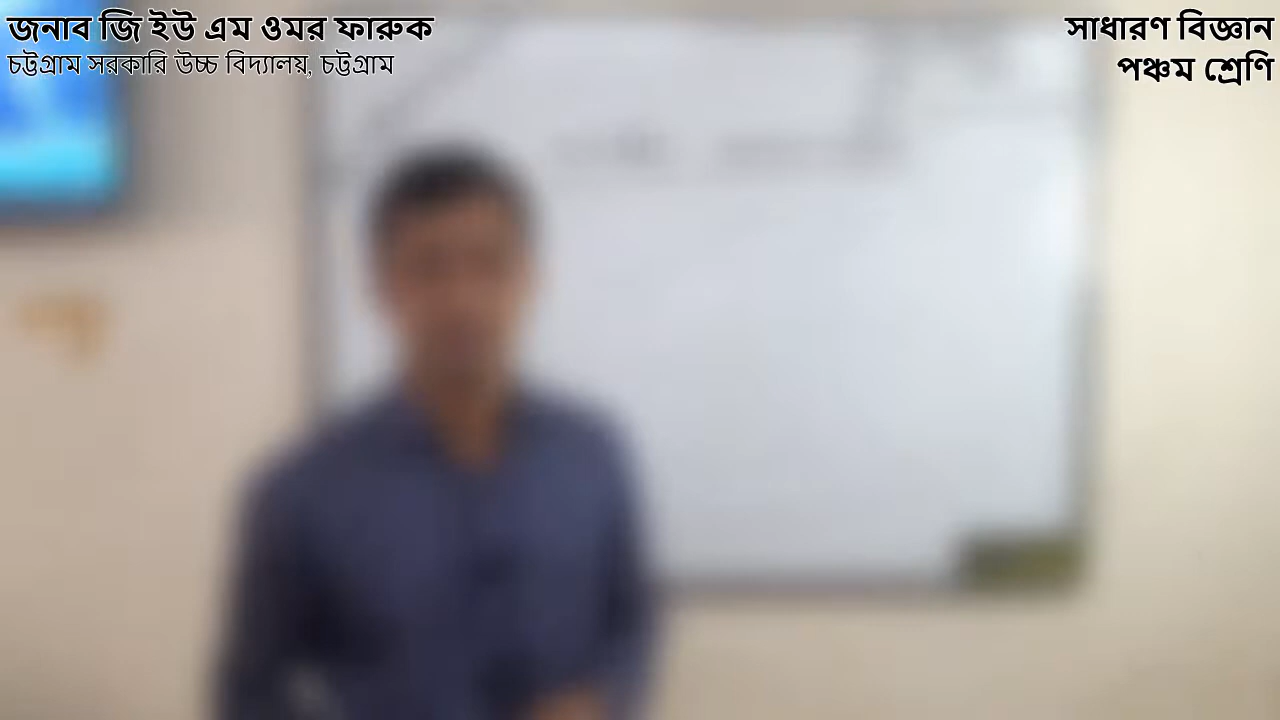 জনাব জি ইউ এম ওমর ফারুক
চট্টগ্রাম সরকারি উচ্চ বিদ্যালয়, চট্টগ্রাম
সাধারণ বিজ্ঞান
পঞ্চম শ্রেণি